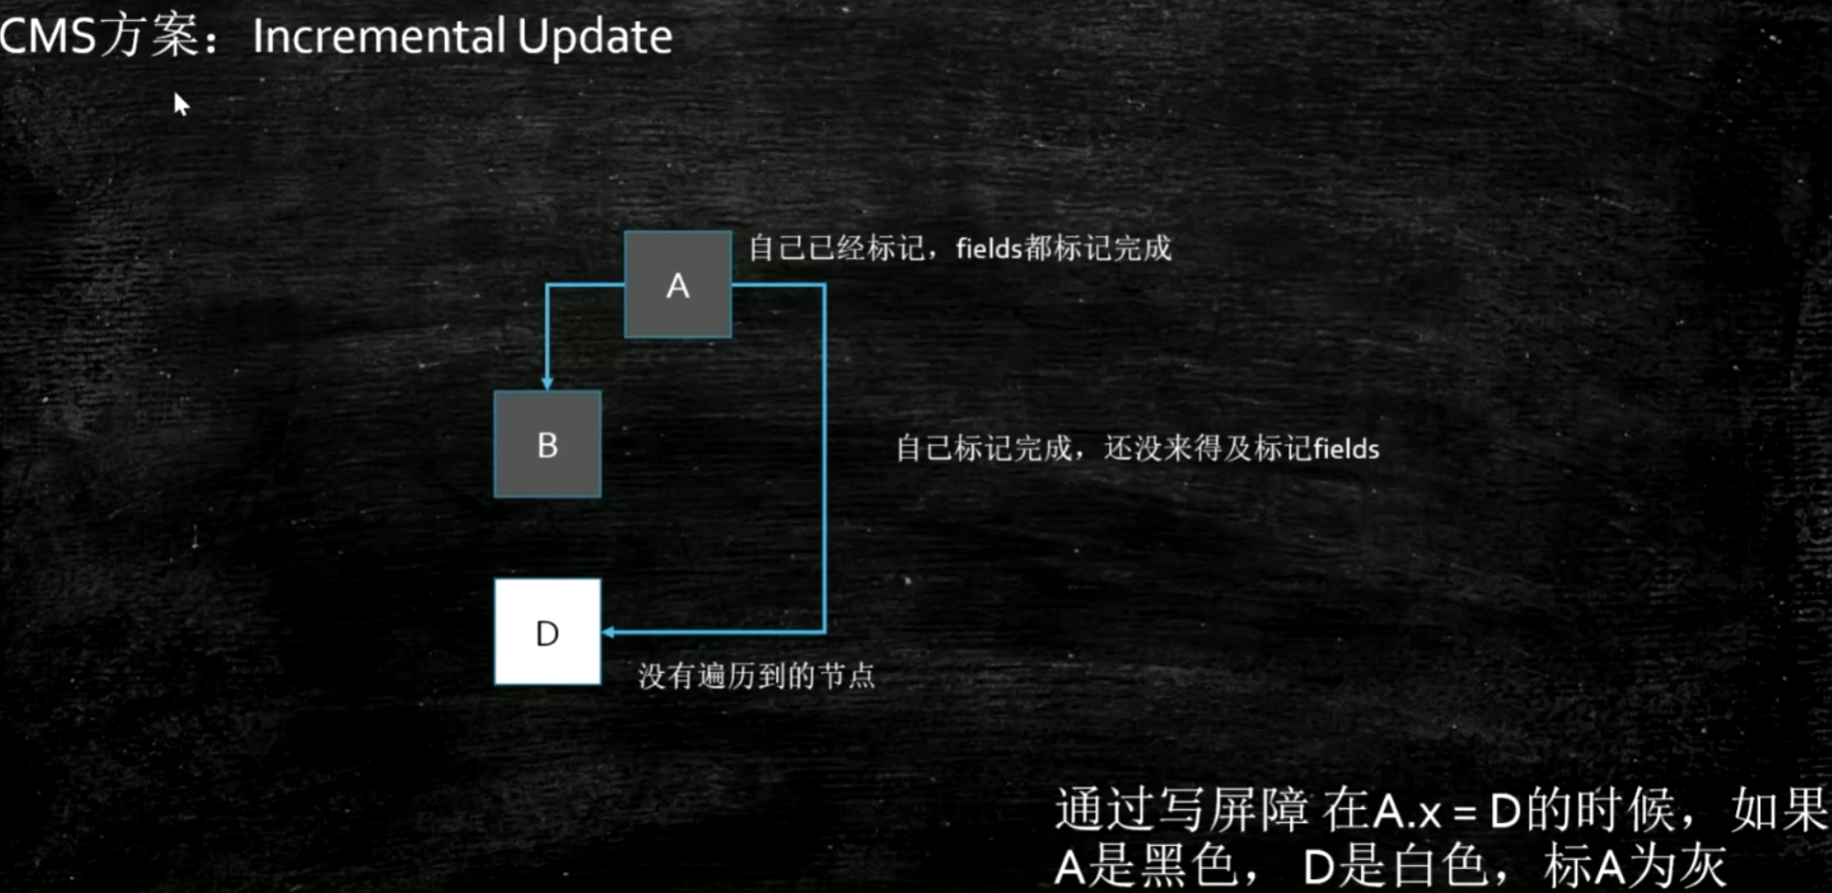 CMS方案：Incremental Update
A
自己已经标记，fields都标记完成
B
自己标记完成，还没来得及标记fields
D
没有遍历到的节点
通过写屏障 在A.x = D的时候，如果
A是黑色， D是白色，标A为灰